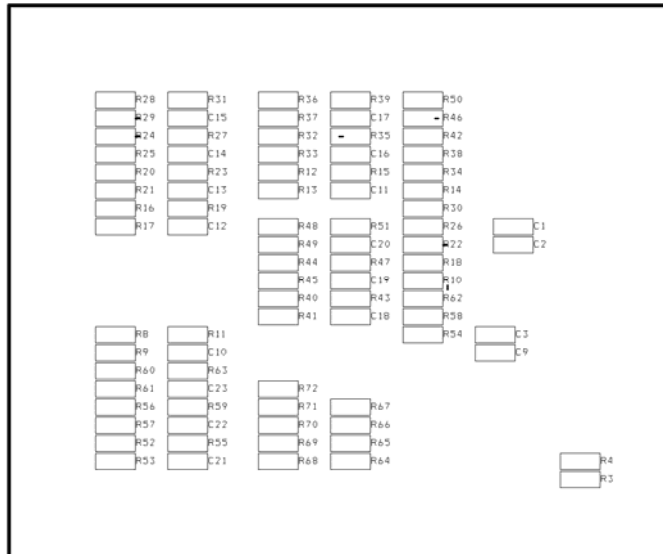 R28 R31 R36 R39 R50
R29 C15 R37 C17 R46
R24 R27 R32 R35 R42
R25 C14 R33 C16 R38
R20 R23 R12 R15 R34
R21 C13 R13 C11 R14
R16 R19 R30
R17 C12 R48 R51 R26 C1
R49 C20 R22 C2
R44 R47 R18
R45 C19 R10
R40 R43 R62
R41 C18 R58
R8 R11 R54 C3
R9 C10 C9
R60 R63
R61 C23 R72
R56 R59 R71 R67
R57 C22 R70 R66
R52 R55 R69 R65
R53 C21 R68 R64 R4
R3